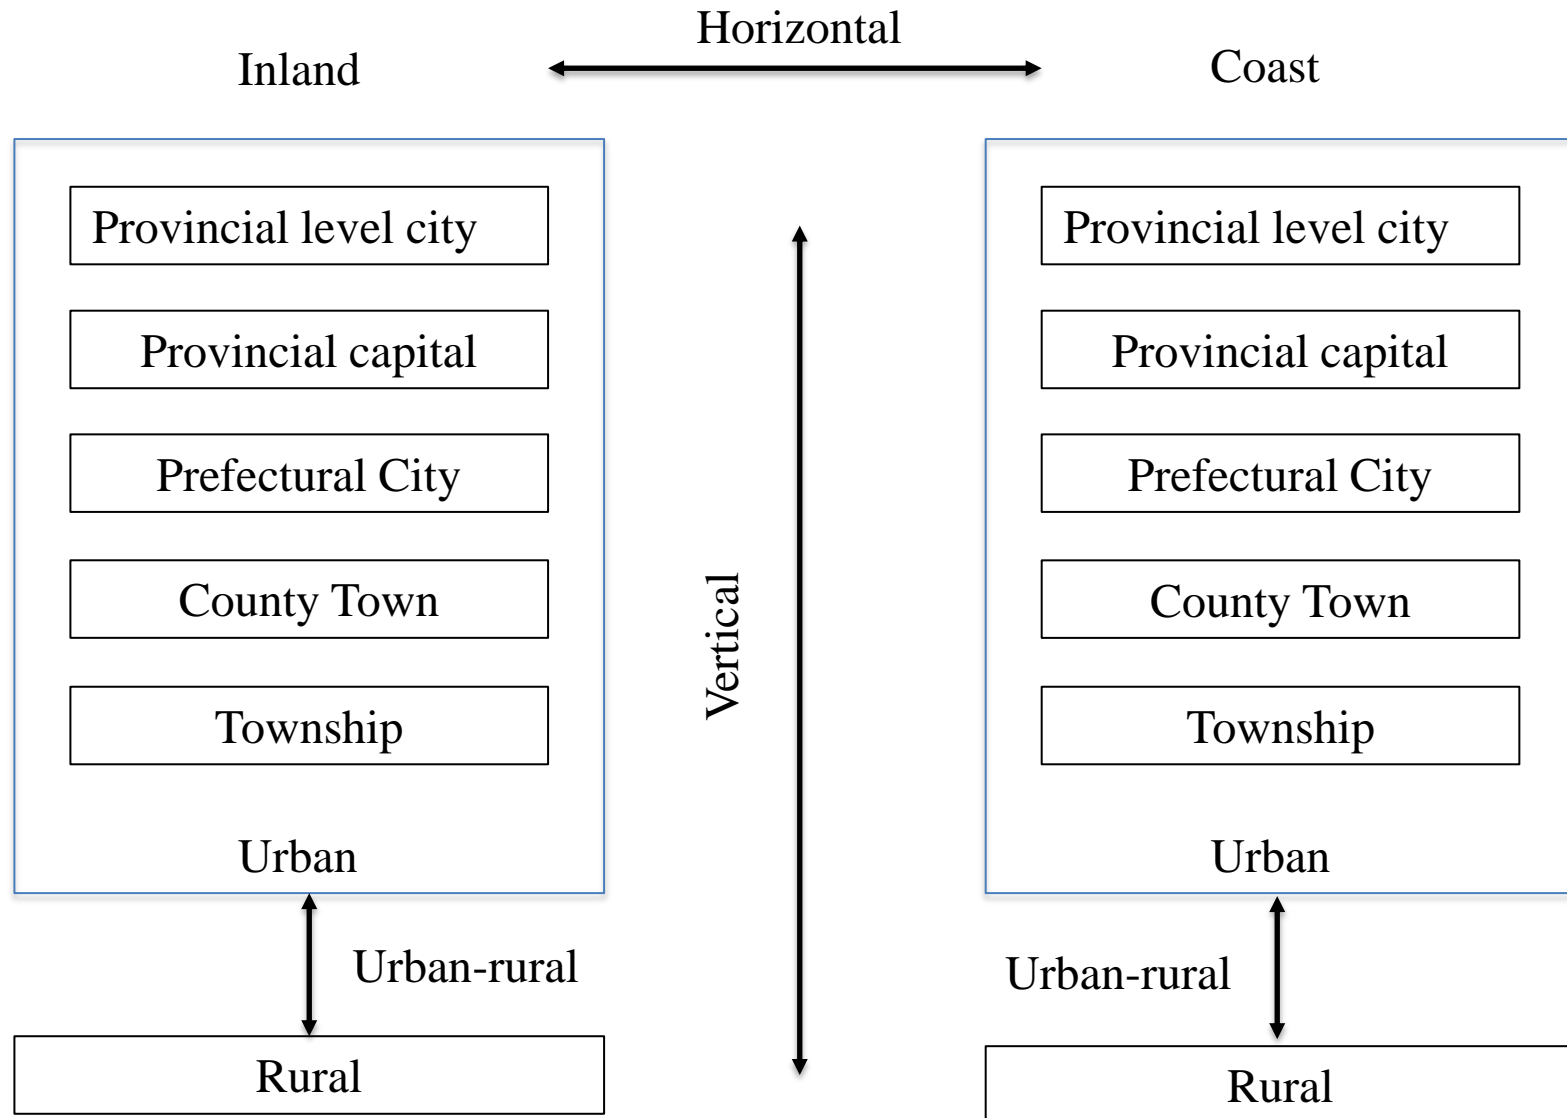 Horizontal
Inland
Coast
Provincial level city
Provincial capital
Prefectural City
County Town
Township
Urban
Urban-rural
Rural
Vertical
Provincial level city
Provincial capital
Prefectural City
County Town
Township
Urban
Urban-rural
Rural